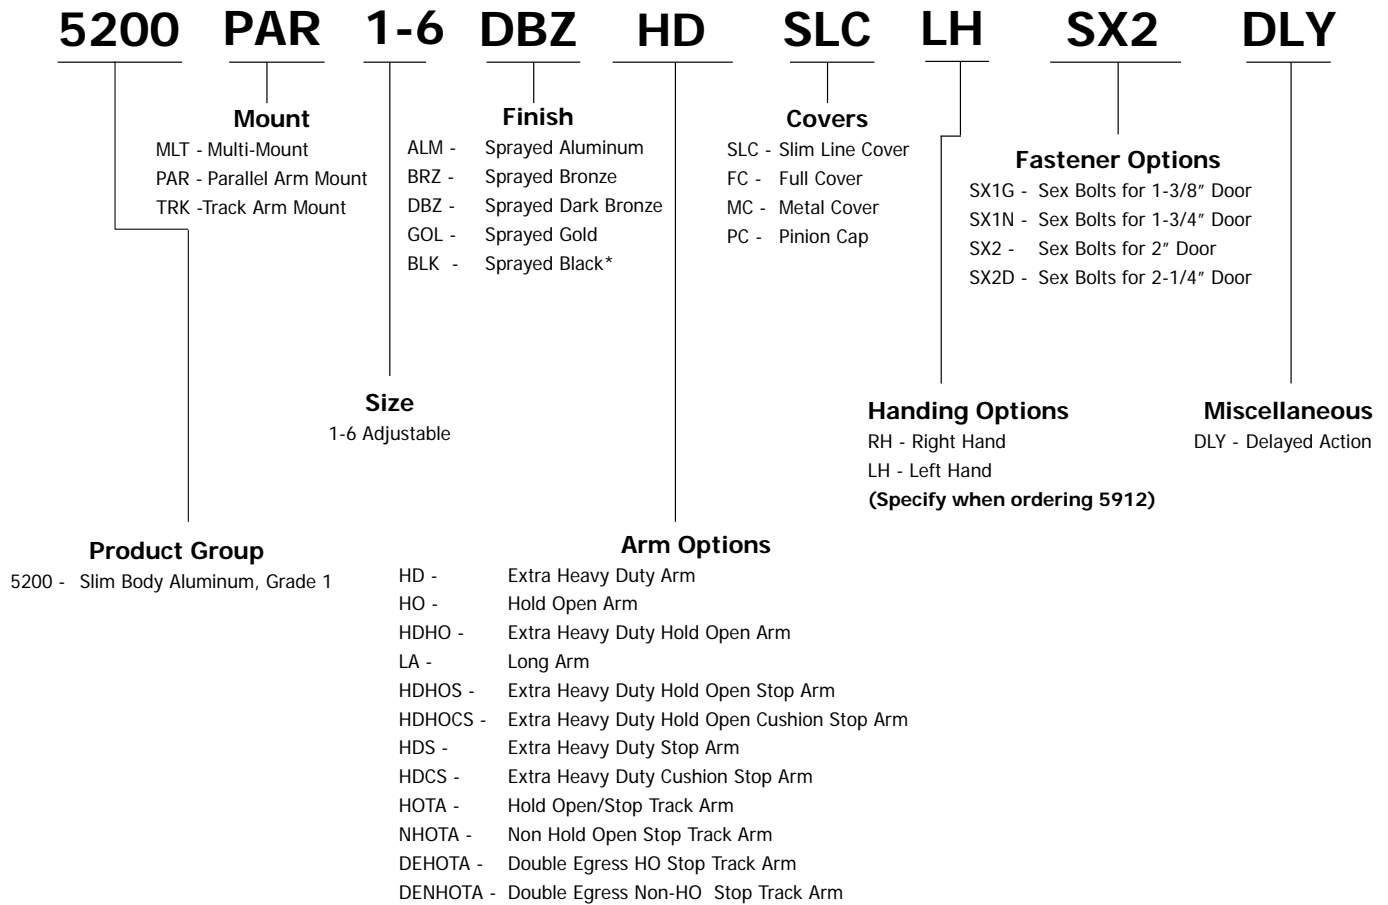 5200 PAR 1-6 DBZ HD SLC LH SX2 DLY
Mount
MLT - Multi-Mount
PAR - Parallel Arm Mount
TRK -Track Arm Mount
Finish
ALM - Sprayed Aluminum
BRZ - Sprayed Bronze
DBZ - Sprayed Dark Bronze
GOL - Sprayed Gold
BLK - Sprayed Black*
Covers
SLC - Slim Line Cover
FC - Full Cover
MC - Metal Cover
PC - Pinion Cap
Fastener Options
SX1G - Sex Bolts for 1-3/8" Door
SX1N - Sex Bolts for 1-3/4" Door
SX2 - Sex Bolts for 2" Door
SX2D - Sex Bolts for 2-1/4" Door
Size
1-6 Adjustable
Handing Options
RH - Right Hand
LH - Left Hand
(Specify when ordering 5912)
Miscellaneous
DLY - Delayed Action
Product Group
5200 - Slim Body Aluminum, Grade 1
Arm Options
HD - Extra Heavy Duty Arm
HO - Hold Open Arm
HDHO - Extra Heavy Duty Hold Open Arm
LA - Long Arm
HDHOS - Extra Heavy Duty Hold Open Stop Arm
HDHOCS - Extra Heavy Duty Hold Open Cushion Stop Arm
HDS - Extra Heavy Duty Stop Arm
HDCS - Extra Heavy Duty Cushion Stop Arm
HOTA - Hold Open/Stop Track Arm
NHOTA - Non Hold Open Stop Track Arm
DEHOTA - Double Egress HO Stop Track Arm
DENHOTA - Double Egress Non-HO Stop Track Arm